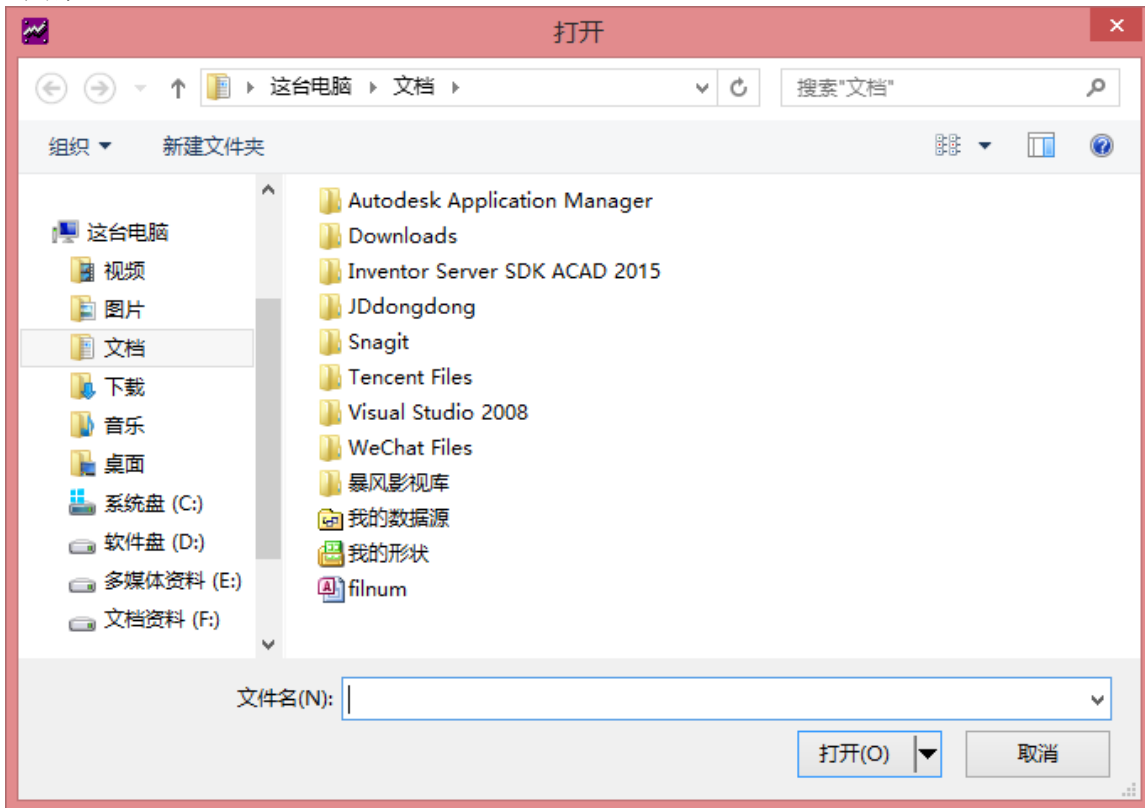 打开
这台电脑 文档
搜索"文档"
组织 新建文件夹
这台电脑
视频
图片
文档
下载
音乐
桌面
系统盘 (C:)
软件盘 (D:)
多媒体资料 (E:)
文档资料 (F:)
Autodesk Application Manager
Downloads
Inventor Server SDK ACAD 2015
JDdongdong
Snagit
Tencent Files
Visual Studio 2008
WeChat Files
暴风影视库
我的数据源
我的形状
filnum
文件名(N):
打开(O) 取消